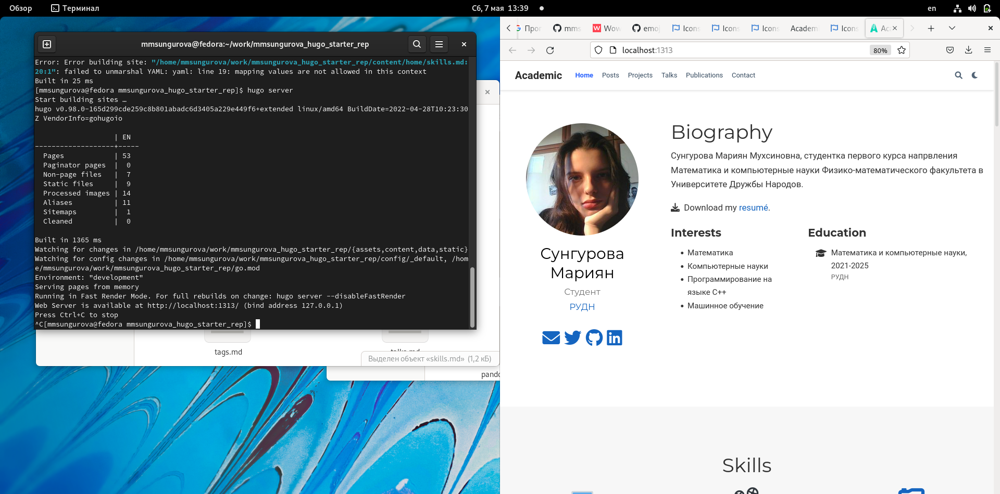 Обзор
Терминал
Сб, 7 мая 13:39
en
mmsungurova@fedora:~/work/mmsungurova_hugo_starter_rep
Error: Error building site: "/home/mmsungurova/work/mmsungurova_hugo_starter_rep/content/home/skills.md:
20:1": failed to unmarshal YAML: yaml: line 19: mapping values are not allowed in this context
Built in 25 ms
[mmsungurova@fedora mmsungurova_hugo_starter_rep]$ hugo server
Start building sites …
hugo v0.98.0-165d299cde259c8b801abadc6d3405a229e449f6+extended linux/amd64 BuildDate=2022-04-28T10:23:30
Z VendorInfo=gohugoio
| EN
-------------------+-----
Pages | 53
Paginator pages | 0
Non-page files | 7
Static files | 9
Processed images | 14
Aliases | 11
Sitemaps | 1
Cleaned | 0
Built in 1365 ms
Watching for changes in /home/mmsungurova/work/mmsungurova_hugo_starter_rep/{assets,content,data,static}
Watching for config changes in /home/mmsungurova/work/mmsungurova_hugo_starter_rep/config/_default, /hom
e/mmsungurova/work/mmsungurova_hugo_starter_rep/go.mod
Environment: "development"
Serving pages from memory
Running in Fast Render Mode. For full rebuilds on change: hugo server --disableFastRender
Web Server is available at http://localhost:1313/ (bind address 127.0.0.1)
Press Ctrl+C to stop
^C[mmsungurova@fedora mmsungurova_hugo_starter_rep]$
tags.md
talks.md
Выделен объект «skills.md» (1,2 кБ)
pando
Прог
mms
Wow
emoj
Icons
Icons
Icons
Academ
Icons
Ac
localhost:1313
80%
Academic
Home
Posts
Projects
Talks
Publications
Contact
Biography
Сунгурова Мариян Мухсиновна, студентка первого курса напрвления
Математика и компьютерные науки Физико-математического факультета в
Университете Дружбы Народов.
Download my resumé.
Interests
Математика
Компьютерные науки
Программирование на
языке C++
Машинное обучение
Education
Математика и компьютерные науки,
2021-2025
РУДН
Сунгурова
Мариян
Студент
РУДН
Skills